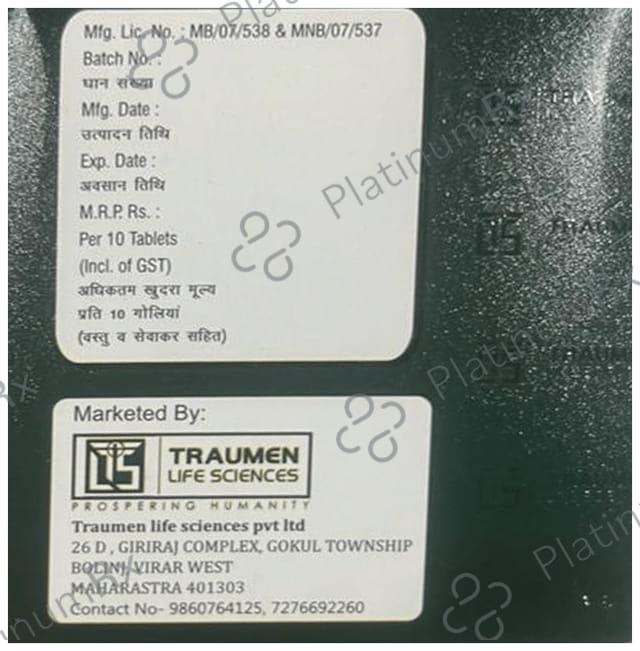 Mfg. Lic. No. : MB/07/538 & MNB/07/537
Batch No. :
घान संख्या
Mfg. Date :
उत्पादन तिथि
Exp. Date :
अवसान तिथि
M.R.P. Rs. :
Per 10 Tablets
(Incl. of GST)
अधिकतम खुदरा मूल्य
प्रति 10 गोलियां
(वस्तु व सेवाकर सहित)
Marketed By:
TRAUMEN
LIFE SCIENCES
PROSPERING HUMANITY
Traumen life sciences pvt ltd
26 D , GIRIRAJ COMPLEX, GOKUL TOWNSHIP
BOLINJ VIRAR WEST
MAHARASTRA 401303
Contact No- 9860764125, 7276692260
PlatinumRx
PlatinumRx